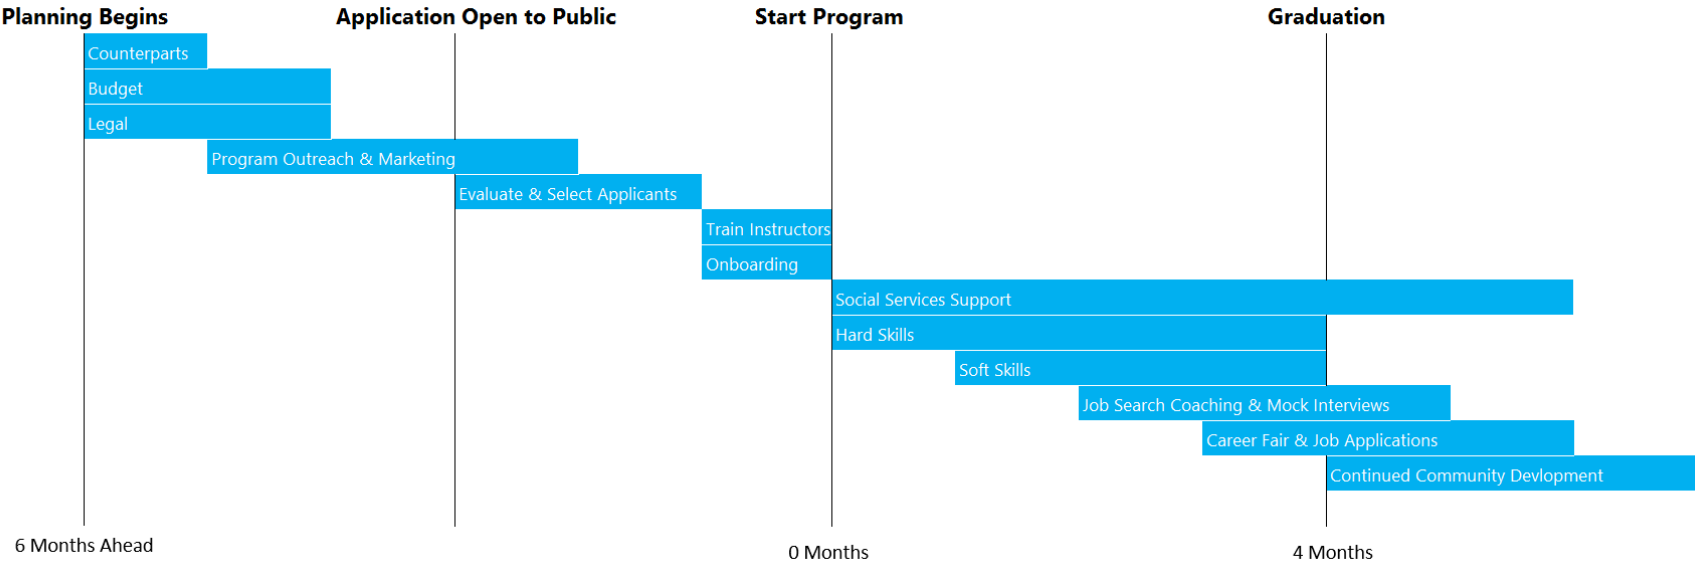 Planning Begins
Application Open to Public
Start Program
Graduation
Counterparts
Budget
Legal
Program Outreach & Marketing
Evaluate & Select Applicants
Train Instructors
Onboarding
Social Services Support
Hard Skills
Soft Skills
Job Search Coaching & Mock Interviews
Career Fair & Job Applications
Continued Community Devlopment
6 Months Ahead
0 Months
4 Months